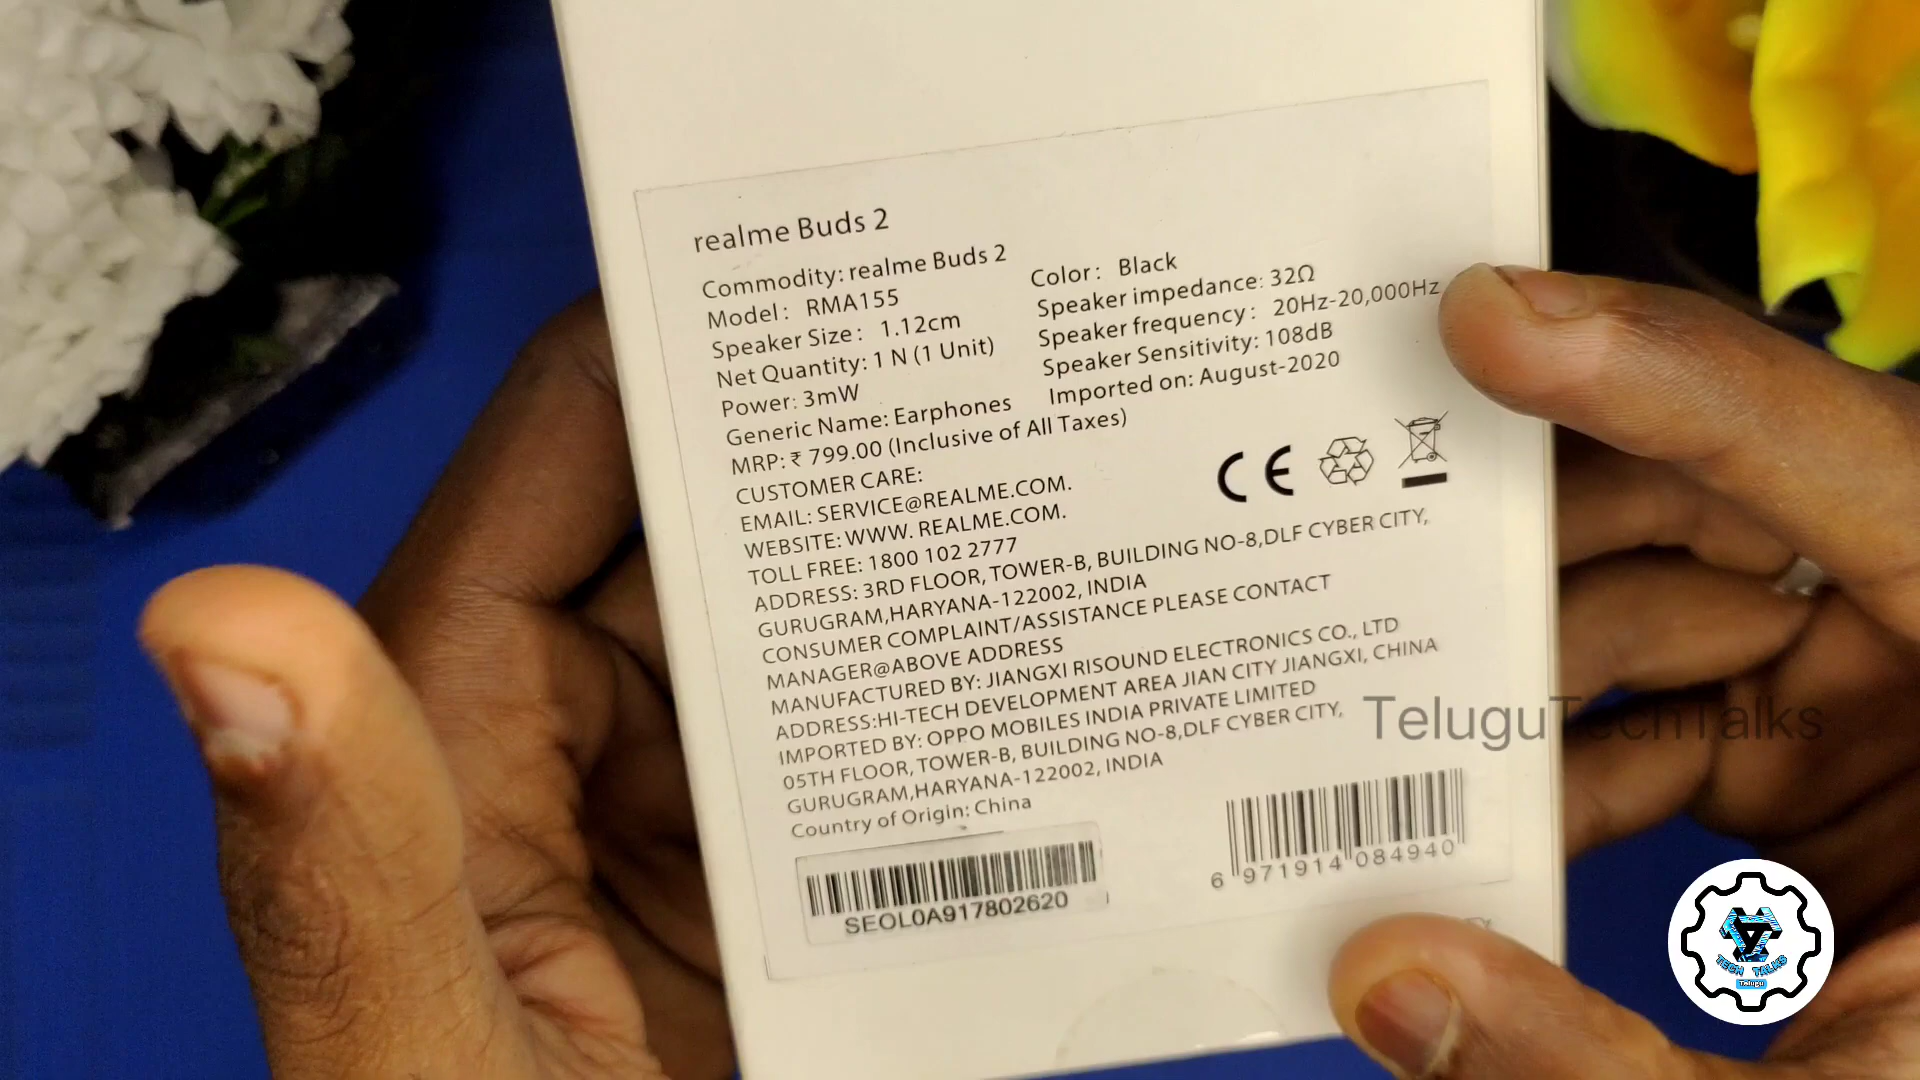 realme Buds 2
Commodity: realme Buds 2
Model: RMA155
Speaker Size: 1.12cm
Net Quantity: 1 N (1 Unit)
Power: 3mW
Generic Name: Earphones
MRP: ₹ 799.00 (Inclusive of All Taxes)
Color: Black
Speaker impedance: 32Ω
Speaker frequency: 20Hz-20,000Hz
Speaker Sensitivity: 108dB
Imported on: August-2020
CUSTOMER CARE:
EMAIL: SERVICE@REALME.COM.
WEBSITE: WWW. REALME.COM.
TOLL FREE: 1800 102 2777
ADDRESS: 3RD FLOOR, TOWER-B, BUILDING NO-8,DLF CYBER CITY,
GURUGRAM,HARYANA-122002, INDIA
CONSUMER COMPLAINT/ASSISTANCE PLEASE CONTACT
MANAGER@ABOVE ADDRESS
MANUFACTURED BY: JIANGXI RISOUND ELECTRONICS CO., LTD
ADDRESS:HI-TECH DEVELOPMENT AREA JIAN CITY JIANGXI, CHINA
IMPORTED BY: OPPO MOBILES INDIA PRIVATE LIMITED
05TH FLOOR, TOWER-B, BUILDING NO-8,DLF CYBER CITY,
GURUGRAM,HARYANA-122002, INDIA
Country of Origin: China
CE
SEOL0A917802620
6 971914 084940
TeluguTechTalks
TECH TALKS
Telugu